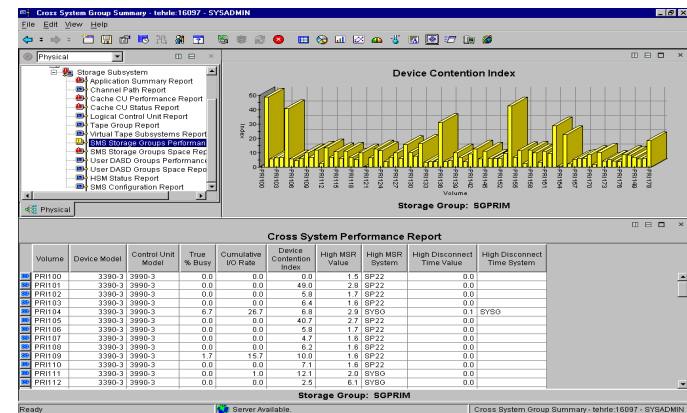 Cross System Group Summary - tehrle:16097 - SYSADMIN
File Edit View Help
Physical
Storage Subsystem
Application Summary Report
Channel Path Report
Cache CU Performance Report
Cache CU Status Report
Logical Control Unit Report
Tape Group Report
Virtual Tape Subsystems Report
SMS Storage Groups Performan
SMS Storage Groups Space Rep
User DASD Groups Performance
User DASD Groups Space Repo
HSM Status Report
SMS Configuration Report
Physical
Device Contention Index
Index
60
50
40
30
20
10
0
PRI100 PRI103 PRI106 PRI109 PRI112 PRI115 PRI118 PRI121 PRI124 PRI127 PRI130 PRI133 PRI136 PRI139 PRI142 PRI145
Volume
Storage Group: SGPRIM
Cross System Performance Report
Volume Device Model Control Unit Model True % Busy Cumulative I/O Rate Device Contention Index High MSR Value High MSR System High Disconnect Time Value High Disconnect Time System
PRI100 3390-3 3990-3 0.0 0.0 0.0 1.5 SP22 0.0
PRI101 3390-3 3990-3 0.0 0.0 49.0 2.8 SP22 0.0
PRI102 3390-3 3990-3 0.0 0.0 5.8 1.7 SP22 0.0
PRI103 3390-3 3990-3 0.0 0.0 6.4 1.6 SP22 0.0
PRI104 3390-3 3990-3 6.7 26.7 6.8 2.9 SYSG 0.1 SYSG
PRI105 3390-3 3990-3 0.0 0.0 40.7 2.7 SP22 0.0
PRI106 3390-3 3990-3 0.0 0.0 5.8 1.7 SP22 0.0
PRI107 3390-3 3990-3 0.0 0.0 4.7 1.6 SP22 0.0
PRI108 3390-3 3990-3 0.0 0.0 6.2 1.6 SP22 0.0
PRI109 3390-3 3990-3 1.7 15.7 10.0 1.6 SP22 0.0
PRI110 3390-3 3990-3 0.0 0.0 7.1 1.6 SP22 0.0
PRI111 3390-3 3990-3 0.0 1.0 12.1 2.0 SYSG 0.0
PRI112 3390-3 3990-3 0.0 0.0 2.5 6.1 SYSG 0.0
Storage Group: SGPRIM
Ready
Server Available.
Cross System Group Summary - tehrle:16097 - SYSADMIN